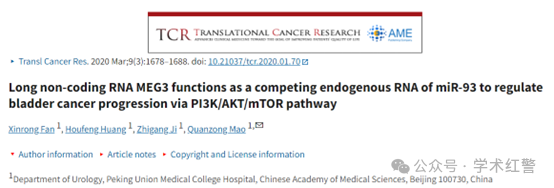 TCR TRANSLATIONAL CANCER RESEARCH
AME
Transl Cancer Res. 2020 Mar;9(3):1678–1688. doi: 10.21037/tcr.2020.01.70
Long non-coding RNA MEG3 functions as a competing endogenous RNA of miR-93 to regulate
bladder cancer progression via PI3K/AKT/mTOR pathway
Xinrong Fan 1, Houfeng Huang 1, Zhigang Ji 1, Quanzong Mao 1,✉
Author information Article notes Copyright and License information
1Department of Urology, Peking Union Medical College Hospital, Chinese Academy of Medical Sciences, Beijing 100730, China
公众号 · 学术红警